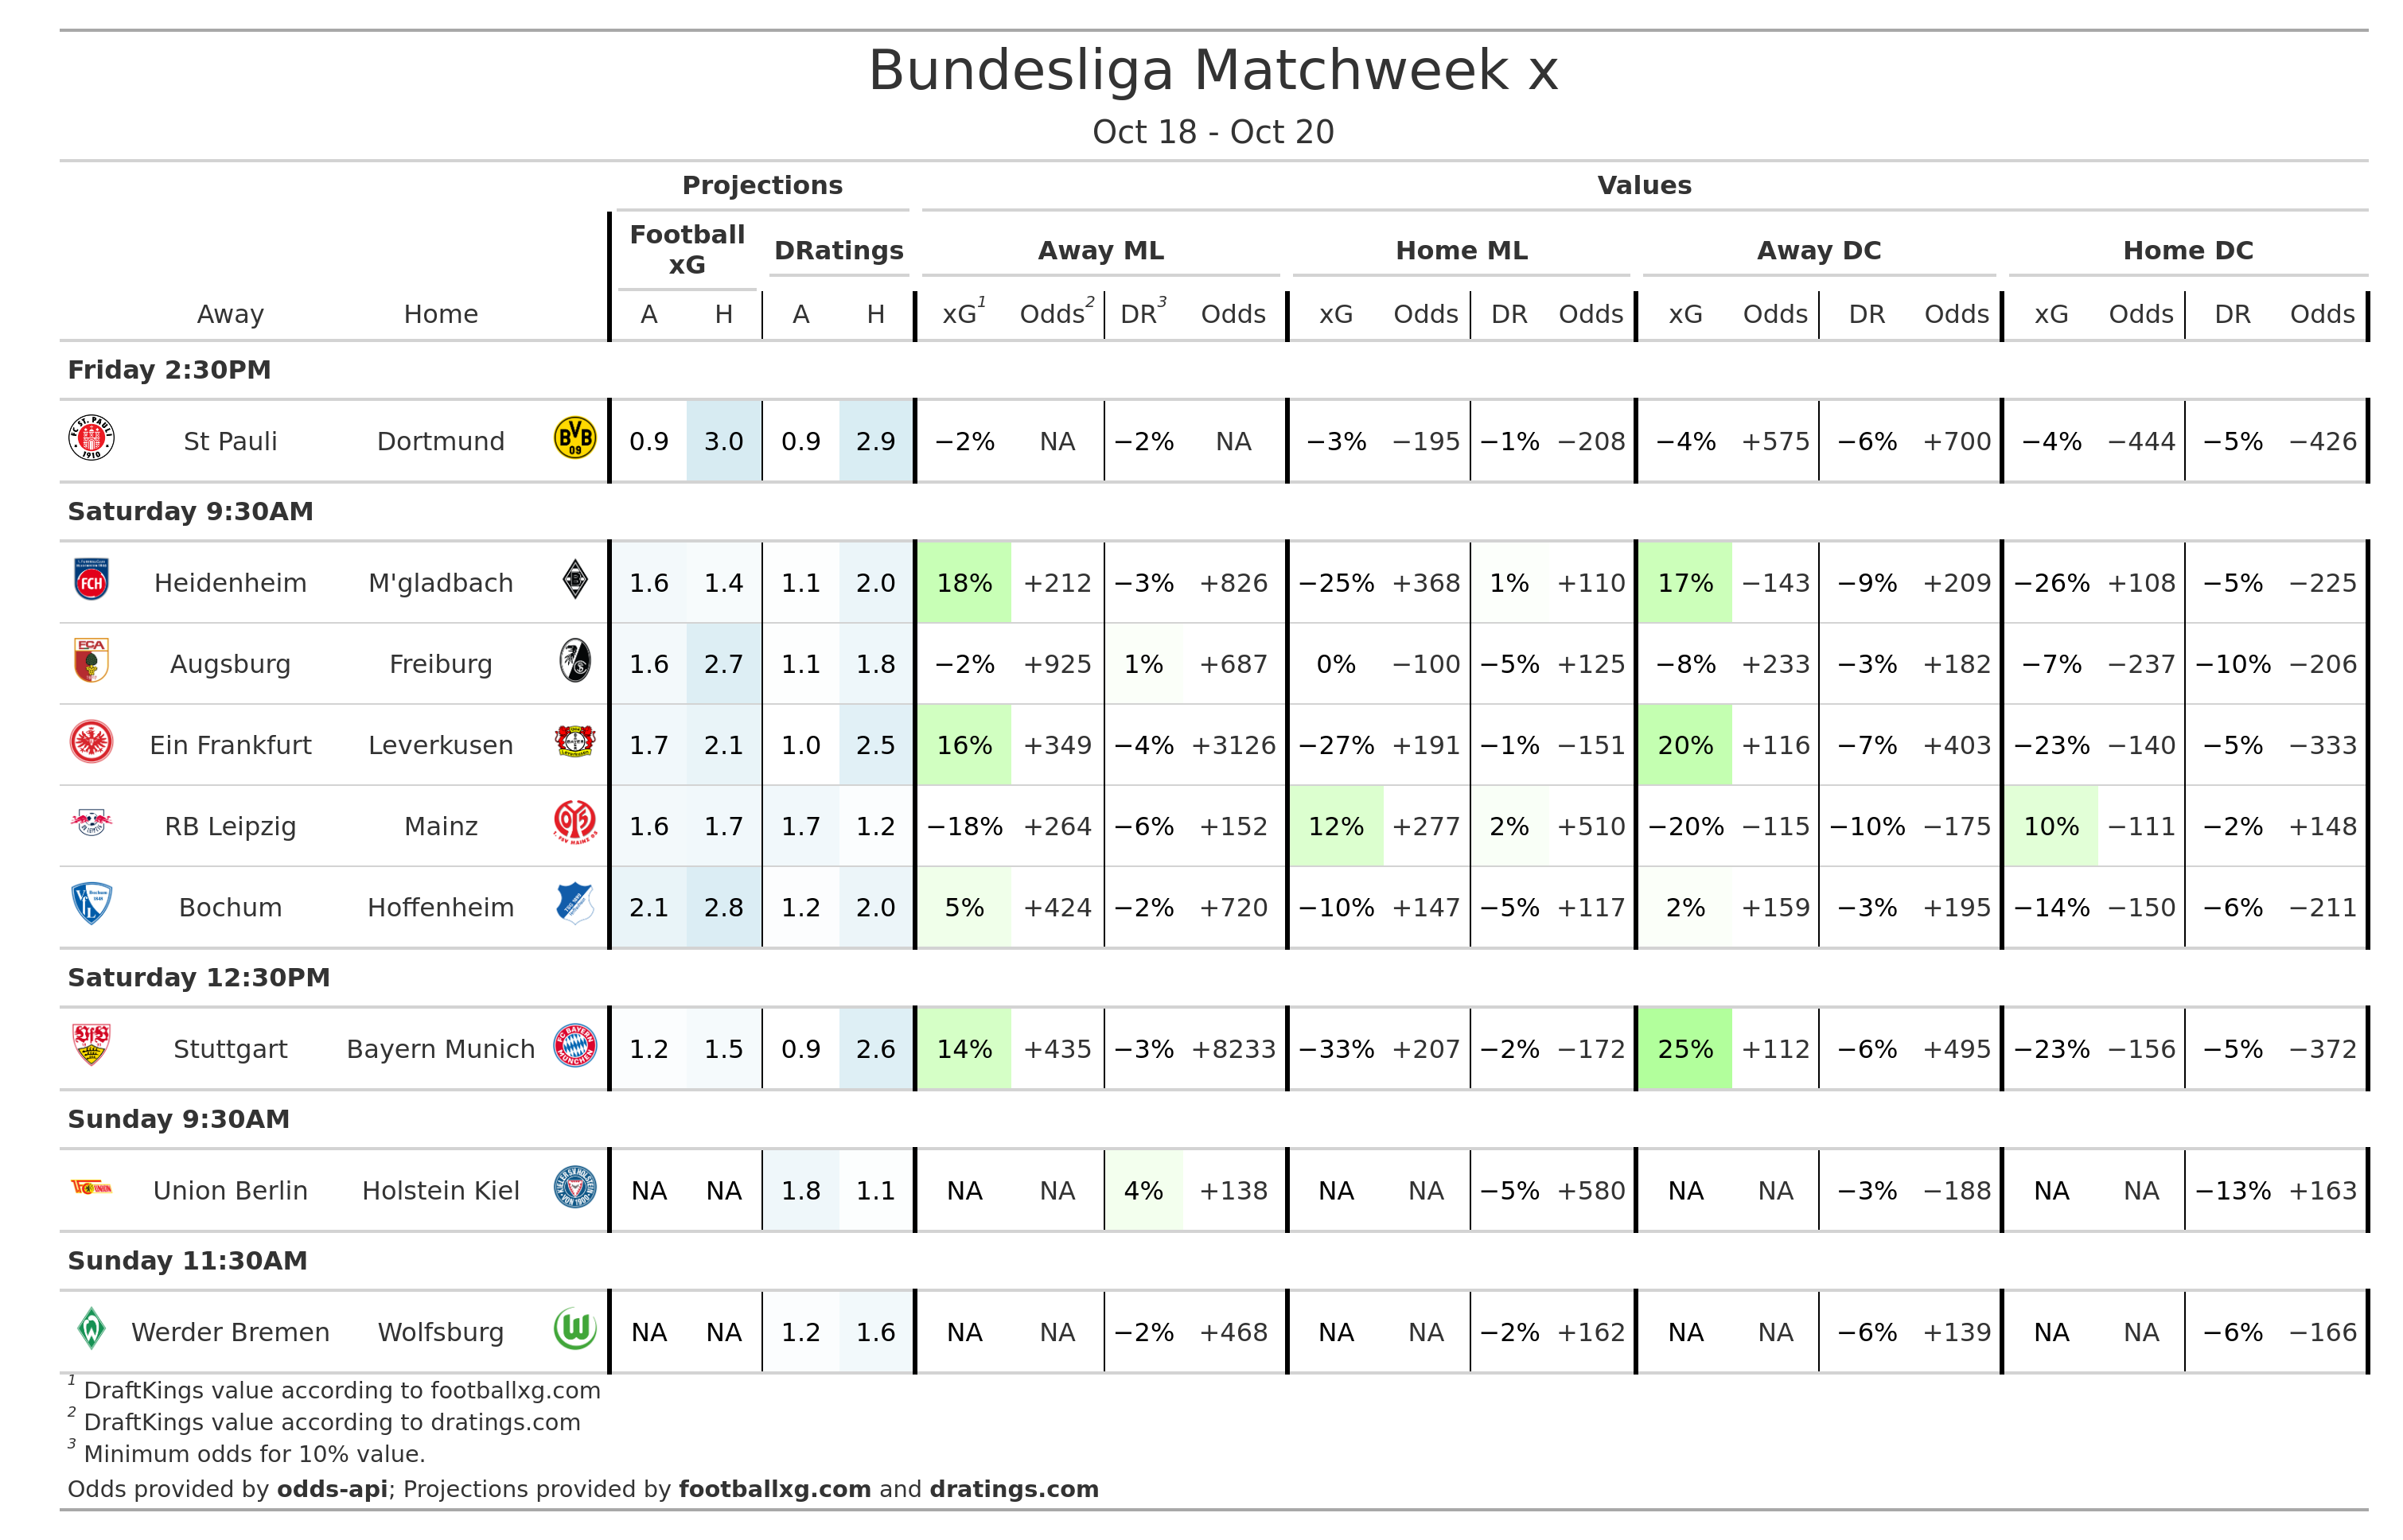 Bundesliga Matchweek x
Oct 18 - Oct 20
Projections Values
Football xG DRatings Away ML Home ML Away DC Home DC
Away Home A H A H xG1 Odds2 DR3 Odds xG Odds DR Odds xG Odds DR Odds xG Odds DR Odds
Friday 2:30PM
St Pauli Dortmund 0.9 3.0 0.9 2.9 −2% NA −2% NA −3% −195 −1% −208 −4% +575 −6% +700 −4% −444 −5% −426
Saturday 9:30AM
Heidenheim M'gladbach 1.6 1.4 1.1 2.0 18% +212 −3% +826 −25% +368 1% +110 17% −143 −9% +209 −26% +108 −5% −225
Augsburg Freiburg 1.6 2.7 1.1 1.8 −2% +925 1% +687 0% −100 −5% +125 −8% +233 −3% +182 −7% −237 −10% −206
Ein Frankfurt Leverkusen 1.7 2.1 1.0 2.5 16% +349 −4% +3126 −27% +191 −1% −151 20% +116 −7% +403 −23% −140 −5% −333
RB Leipzig Mainz 1.6 1.7 1.7 1.2 −18% +264 −6% +152 12% +277 2% +510 −20% −115 −10% −175 10% −111 −2% +148
Bochum Hoffenheim 2.1 2.8 1.2 2.0 5% +424 −2% +720 −10% +147 −5% +117 2% +159 −3% +195 −14% −150 −6% −211
Saturday 12:30PM
Stuttgart Bayern Munich 1.2 1.5 0.9 2.6 14% +435 −3% +8233 −33% +207 −2% −172 25% +112 −6% +495 −23% −156 −5% −372
Sunday 9:30AM
Union Berlin Holstein Kiel NA NA 1.8 1.1 NA NA 4% +138 NA NA −5% +580 NA NA −3% −188 NA NA −13% +163
Sunday 11:30AM
Werder Bremen Wolfsburg NA NA 1.2 1.6 NA NA −2% +468 NA NA −2% +162 NA NA −6% +139 NA NA −6% −166
1 DraftKings value according to footballxg.com
2 DraftKings value according to dratings.com
3 Minimum odds for 10% value.
Odds provided by odds-api; Projections provided by footballxg.com and dratings.com